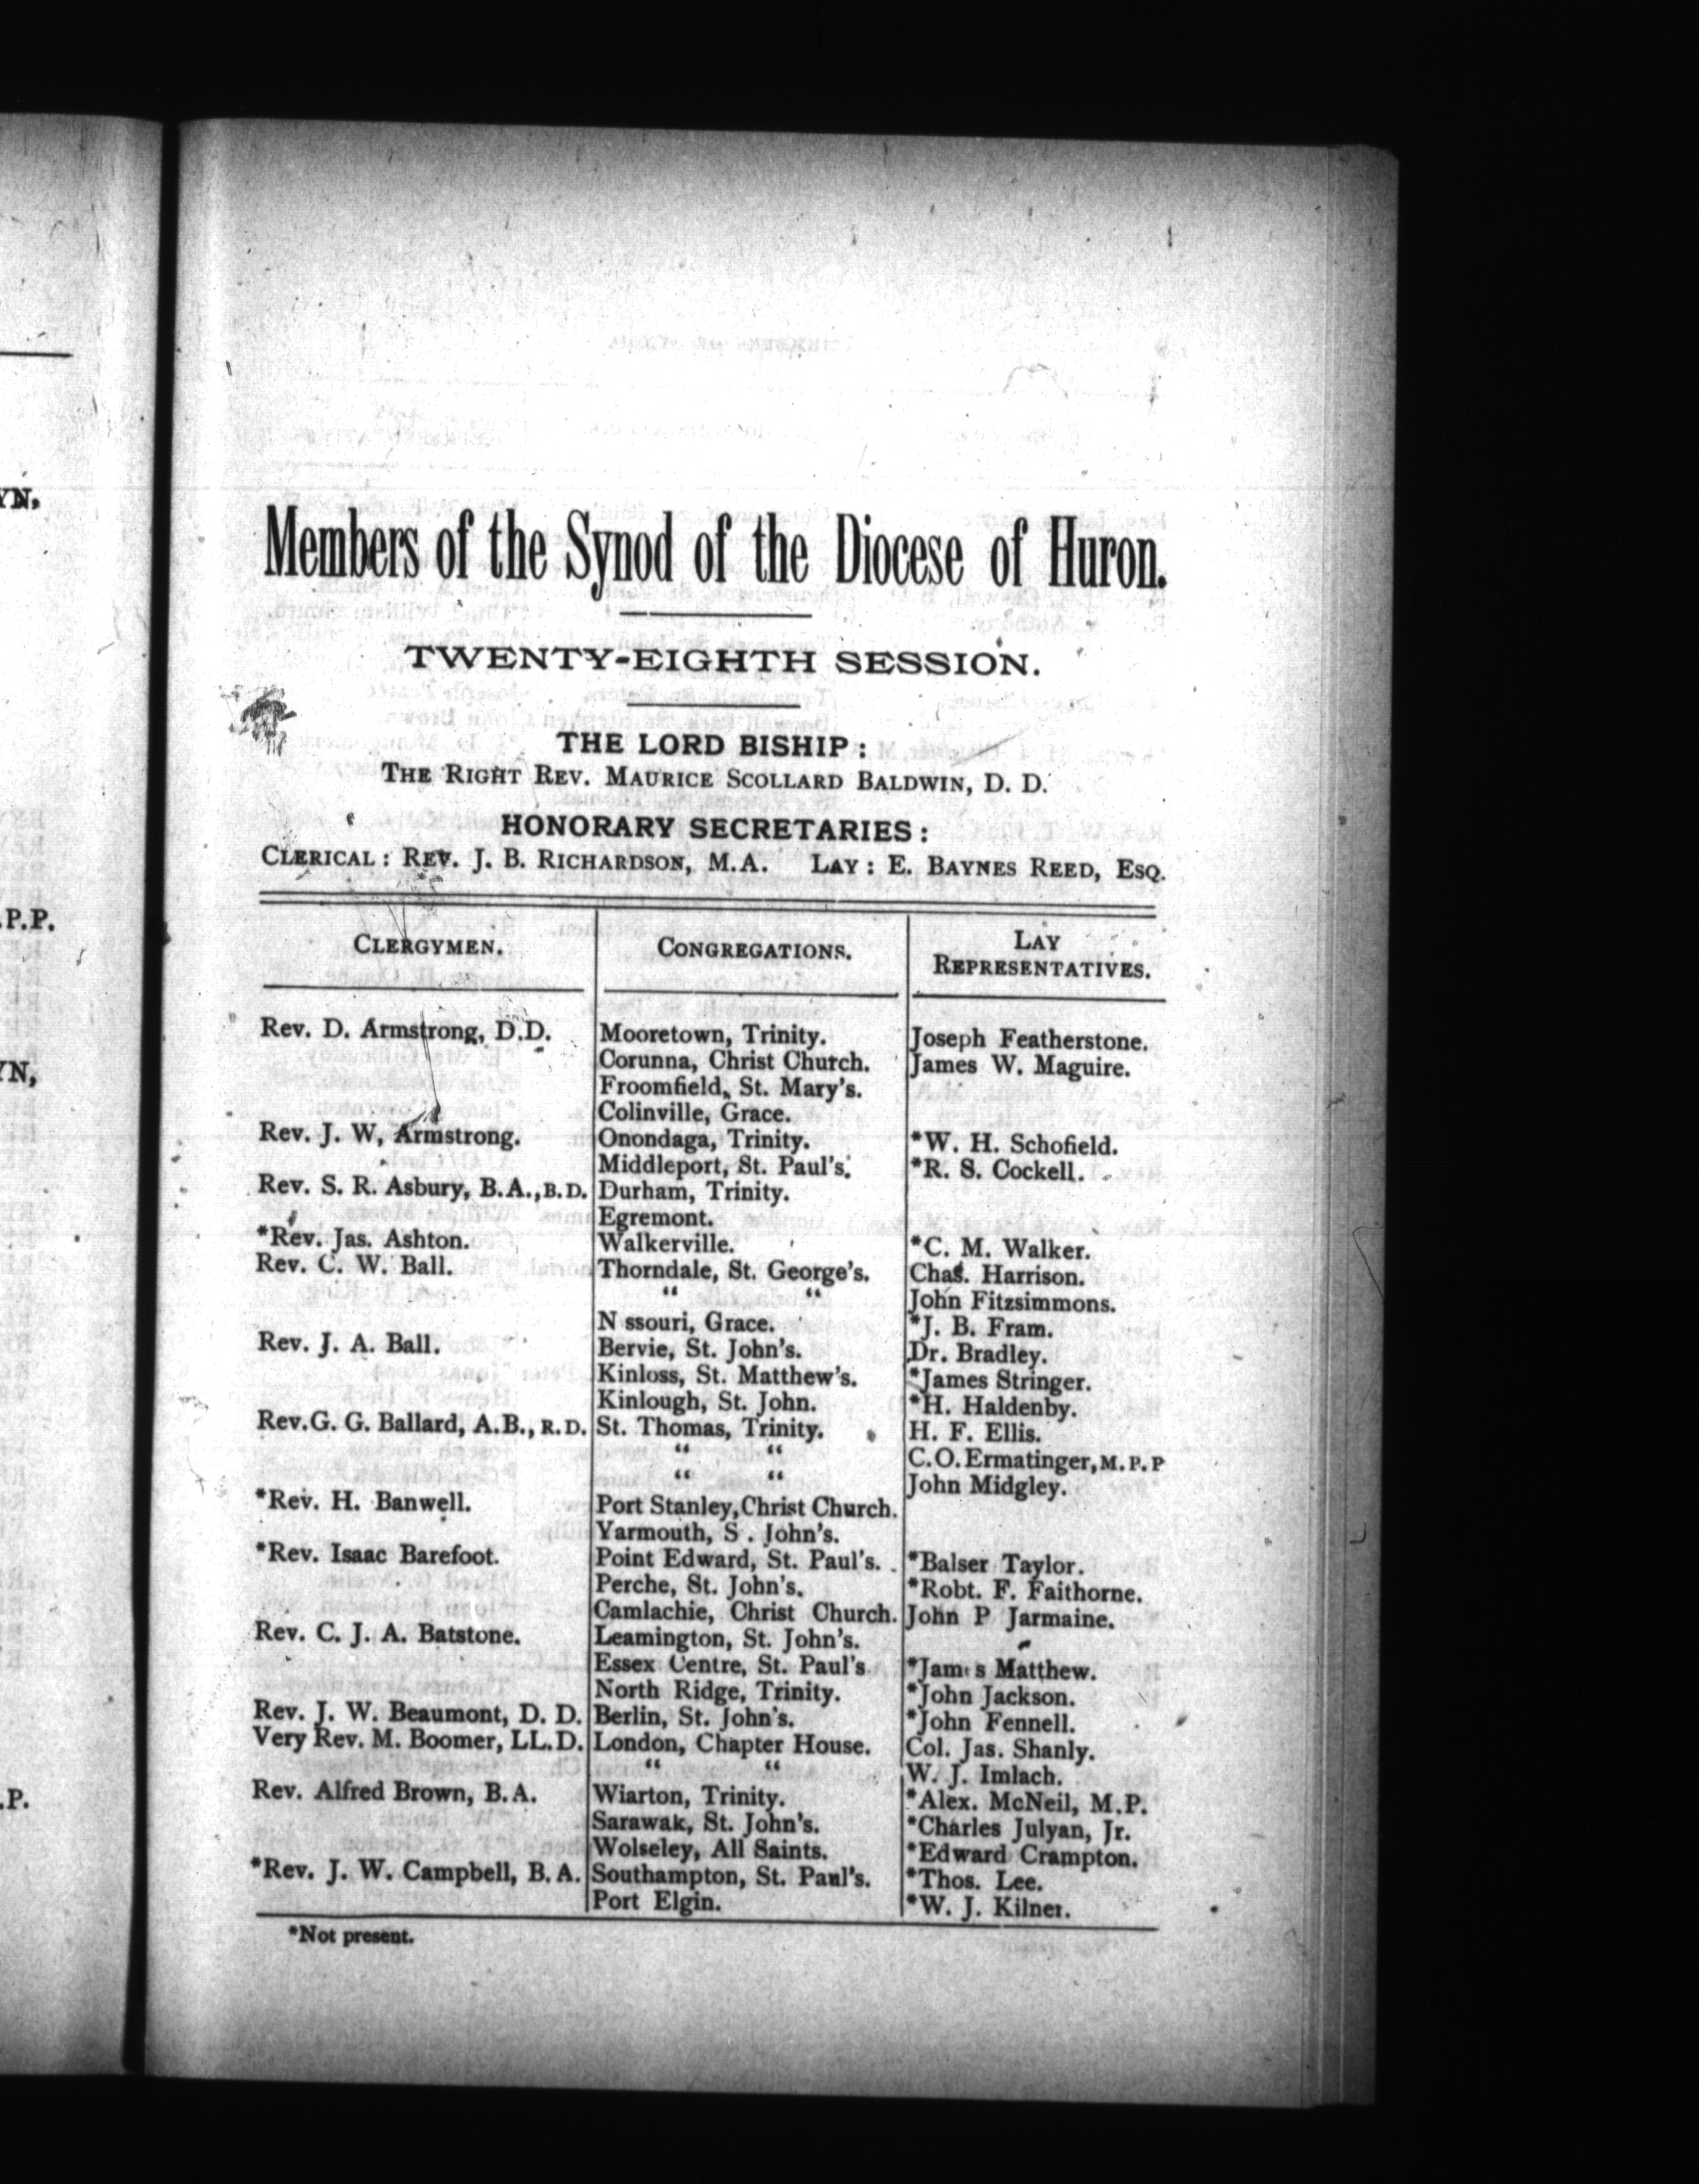 YN,
.P.P.
YN,
.P.
Members of the Synod of the Diocese of Huron.
TWENTY-EIGHTH SESSION.
THE LORD BISHIP:
THE RIGHT REV. MAURICE SCOLLARD BALDWIN, D. D.
HONORARY SECRETARIES:
CLERICAL: REV. J. B. RICHARDSON, M.A. LAY: E. BAYNES REED, ESQ.
CLERGYMEN. CONGREGATIONS. LAY REPRESENTATIVES.
Rev. D. Armstrong, D.D. Mooretown, Trinity. Joseph Featherstone.
Corunna, Christ Church. James W. Maguire.
Froomfield, St. Mary's.
Colinville, Grace.
Rev. J. W, Armstrong. Onondaga, Trinity. *W. H. Schofield.
Middleport, St. Paul's. *R. S. Cockell.
Rev. S. R. Asbury, B.A., B.D. Durham, Trinity.
Egremont.
*Rev. Jas. Ashton. Walkerville. *C. M. Walker.
Rev. C. W. Ball. Thorndale, St. George's. Chas. Harrison.
“ “ John Fitzsimmons.
N ssouri, Grace. *J. B. Fram.
Rev. J. A. Ball. Bervie, St. John's. Dr. Bradley.
Kinloss, St. Matthew's. *James Stringer.
Kinlough, St. John. *H. Haldenby.
Rev.G. G. Ballard, A.B., R.D. St. Thomas, Trinity. H. F. Ellis.
“ “ C.O.Ermatinger, M.P.P
“ “ John Midgley.
*Rev. H. Banwell. Port Stanley,Christ Church.
Yarmouth, S . John's.
*Rev. Isaac Barefoot. Point Edward, St. Paul's. *Balser Taylor.
Perche, St. John's. *Robt. F. Faithorne.
Camlachie, Christ Church. John P Jarmaine.
Rev. C. J. A. Batstone. Leamington, St. John's.
Essex Centre, St. Paul's *Jam s Matthew.
North Ridge, Trinity. *John Jackson.
Rev. J. W. Beaumont, D. D. Berlin, St. John's. *John Fennell.
Very Rev. M. Boomer, LL.D. London, Chapter House. Col. Jas. Shanly.
“ “ W. J. Imlach.
Rev. Alfred Brown, B.A. Wiarton, Trinity. *Alex. McNeil, M.P.
Sarawak, St. John's. *Charles Julyan, Jr.
Wolseley, All Saints. *Edward Crampton.
*Rev. J. W. Campbell, B.A. Southampton, St. Paul's. *Thos. Lee.
Port Elgin. *W. J. Kilner.
*Not present.